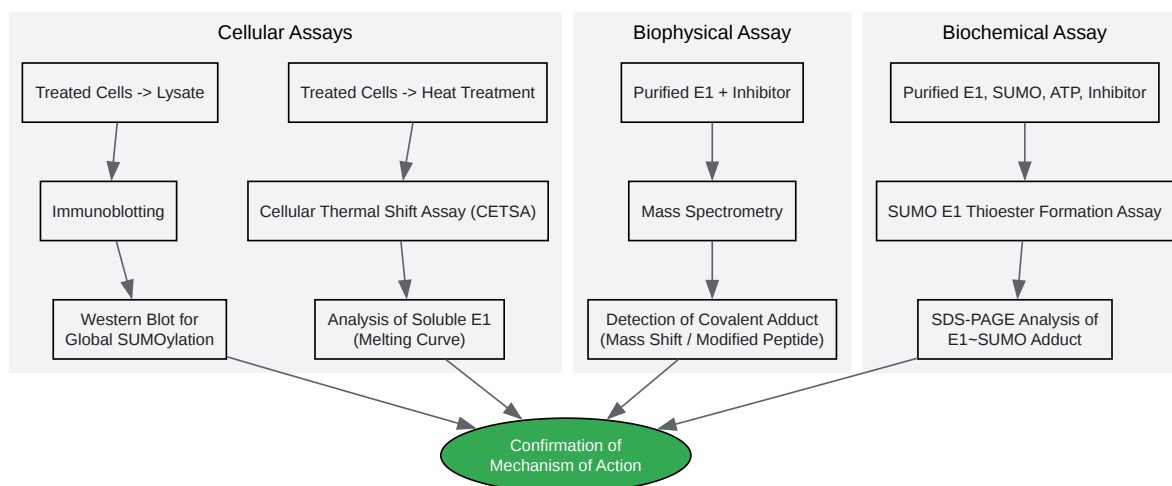 Cellular Assays
Biophysical Assay
Biochemical Assay
Treated Cells -> Lysate
Treated Cells -> Heat Treatment
Purified E1 + Inhibitor
Purified E1, SUMO, ATP, Inhibitor
Immunoblotting
Cellular Thermal Shift Assay (CETSA)
Mass Spectrometry
SUMO E1 Thioester Formation Assay
Western Blot for
Global SUMOylation
Analysis of Soluble E1
(Melting Curve)
Detection of Covalent Adduct
(Mass Shift / Modified Peptide)
SDS-PAGE Analysis of
E1~SUMO Adduct
Confirmation of
Mechanism of Action